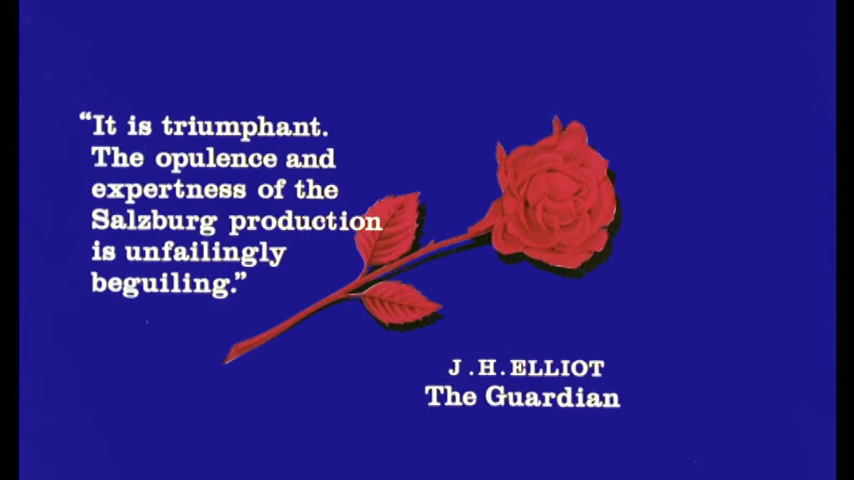 “It is triumphant.
The opulence and
expertness of the
Salzburg production
is unfailingly
beguiling.”
J.H.ELLIOT
The Guardian